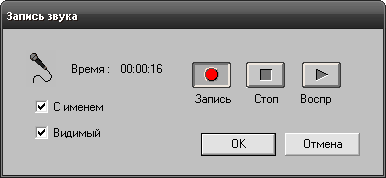 Запись звука
Время : 00:00:16
Запись Стоп Воспр
С именем
Видимый
OK Отмена